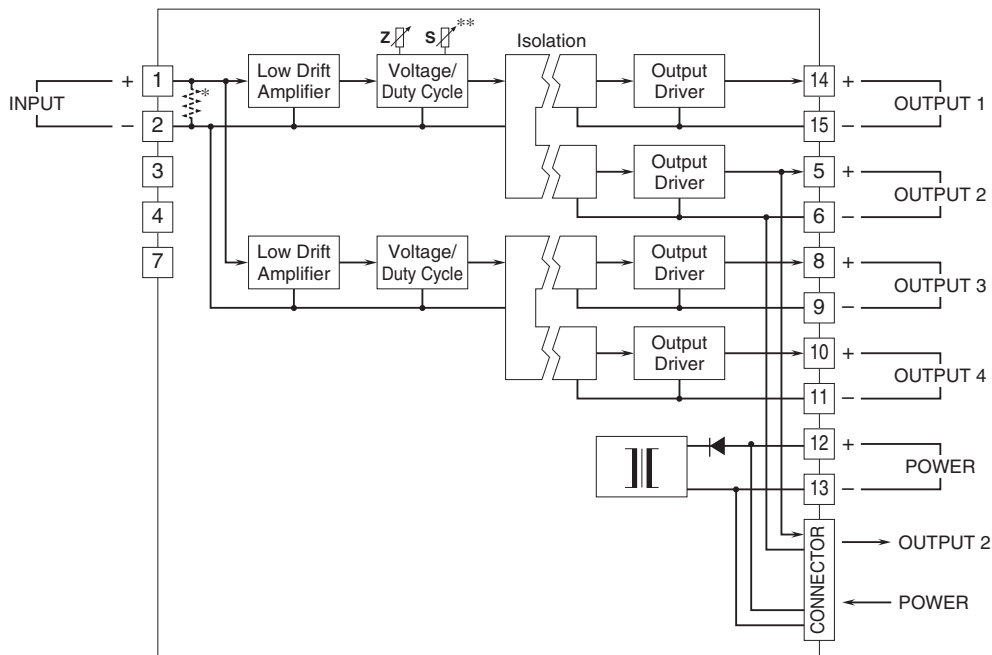 Z S **
Isolation
INPUT
+ 1
*
Low Drift
Amplifier
Voltage/
Duty Cycle
Output
Driver
14 +
OUTPUT 1
− 2
15 −
3
Output
Driver
5 +
OUTPUT 2
4
6 −
7
Low Drift
Amplifier
Voltage/
Duty Cycle
Output
Driver
8 +
OUTPUT 3
9 −
Output
Driver
10 +
OUTPUT 4
11 −
12 +
POWER
13 −
CONNECTOR
OUTPUT 2
POWER